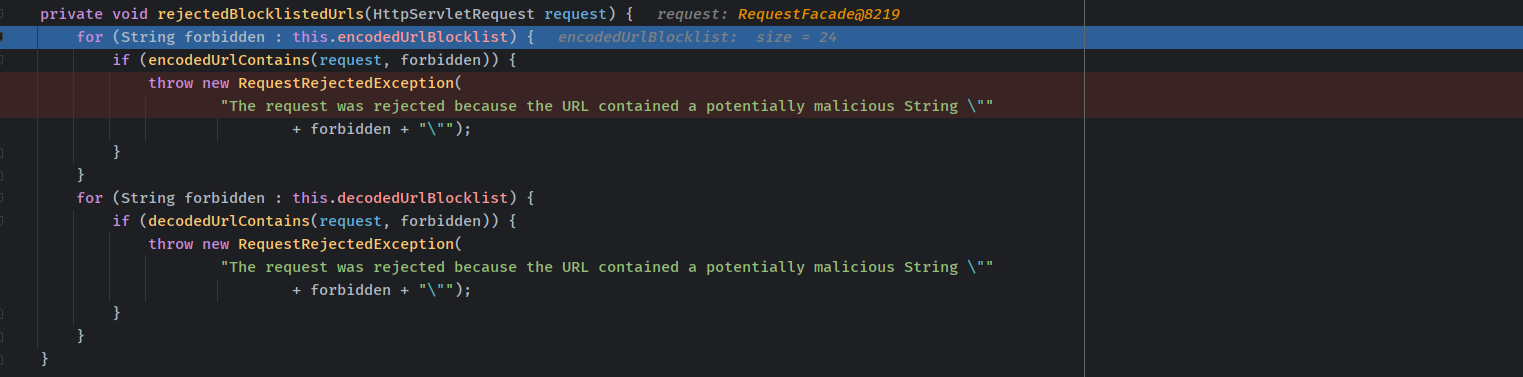 private void rejectedBlocklistedUrls(HttpServletRequest request) {   request: RequestFacade@8219
    for (String forbidden : this.encodedUrlBlocklist) {   encodedUrlBlocklist:  size = 24
        if (encodedUrlContains(request, forbidden)) {
            throw new RequestRejectedException(
                    "The request was rejected because the URL contained a potentially malicious String \""
                            + forbidden + "\"");
        }
    }
    for (String forbidden : this.decodedUrlBlocklist) {
        if (decodedUrlContains(request, forbidden)) {
            throw new RequestRejectedException(
                    "The request was rejected because the URL contained a potentially malicious String \""
                            + forbidden + "\"");
        }
    }
}